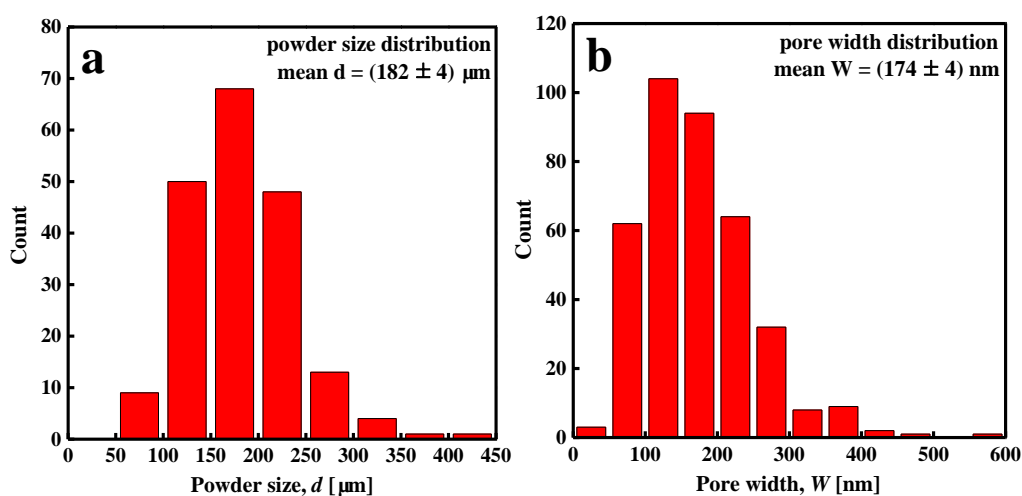 a
powder size distribution
mean d = (182 ± 4) µm
80
70
60
50
40
30
20
10
0
Count
0 50 100 150 200 250 300 350 400 450
Powder size, d [µm]
b
pore width distribution
mean W = (174 ± 4) nm
120
100
80
60
40
20
0
Count
0 100 200 300 400 500 600
Pore width, W [nm]